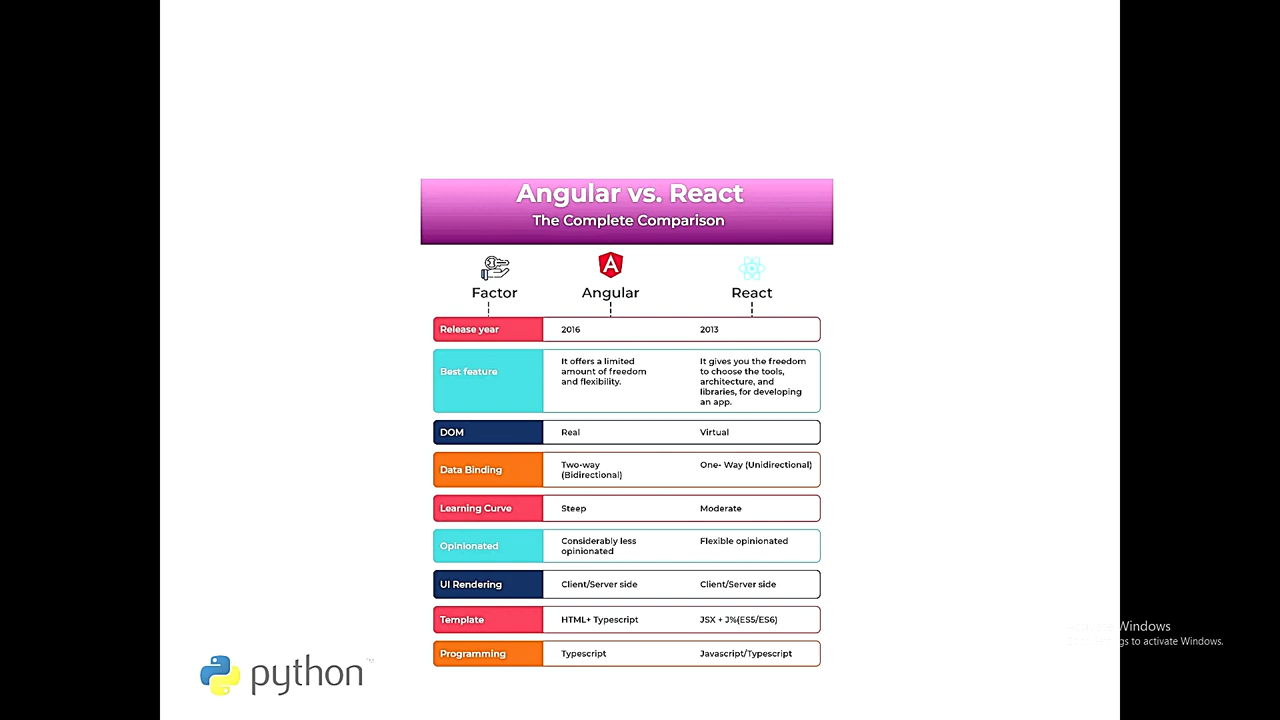 Angular vs. React
The Complete Comparison
Factor Angular React
Release year 2016 2013
Best feature
It offers a limited
amount of freedom
and flexibility.
It gives you the freedom
to choose the tools,
architecture, and
libraries, for developing
an app.
DOM Real Virtual
Data Binding
Two-way
(Bidirectional)
One- Way (Unidirectional)
Learning Curve Steep Moderate
Opinionated
Considerably less
opinionated
Flexible opinionated
UI Rendering Client/Server side Client/Server side
Template HTML+ Typescript JSX + J%(ES5/ES6)
Programming Typescript Javascript/Typescript
python
Windows
to activate Windows.